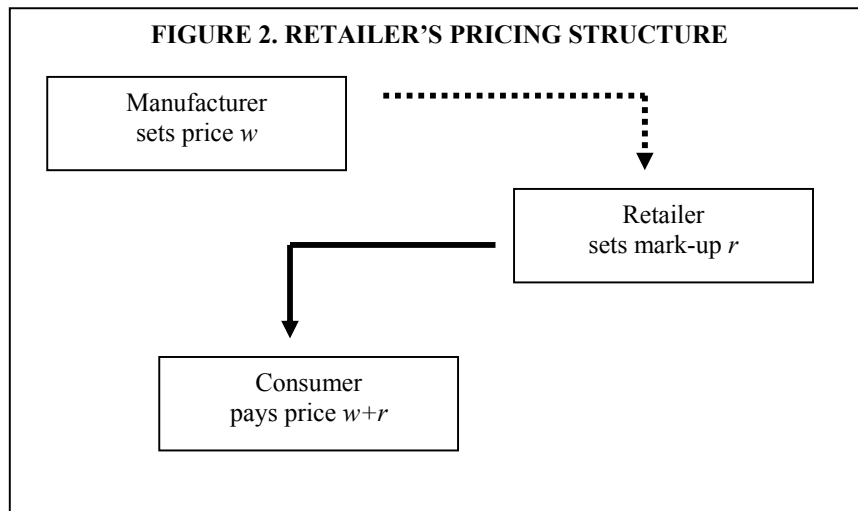 FIGURE 2. RETAILER’S PRICING STRUCTURE
Manufacturer
sets price w
Retailer
sets mark-up r
Consumer
pays price w+r